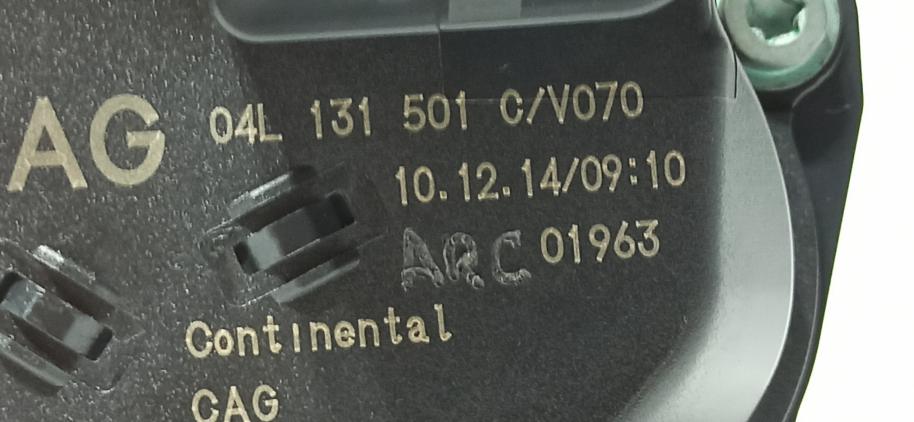 AG 04L 131 501 C/V070
10.12.14/09:10
ARC 01963
Continental
CAG